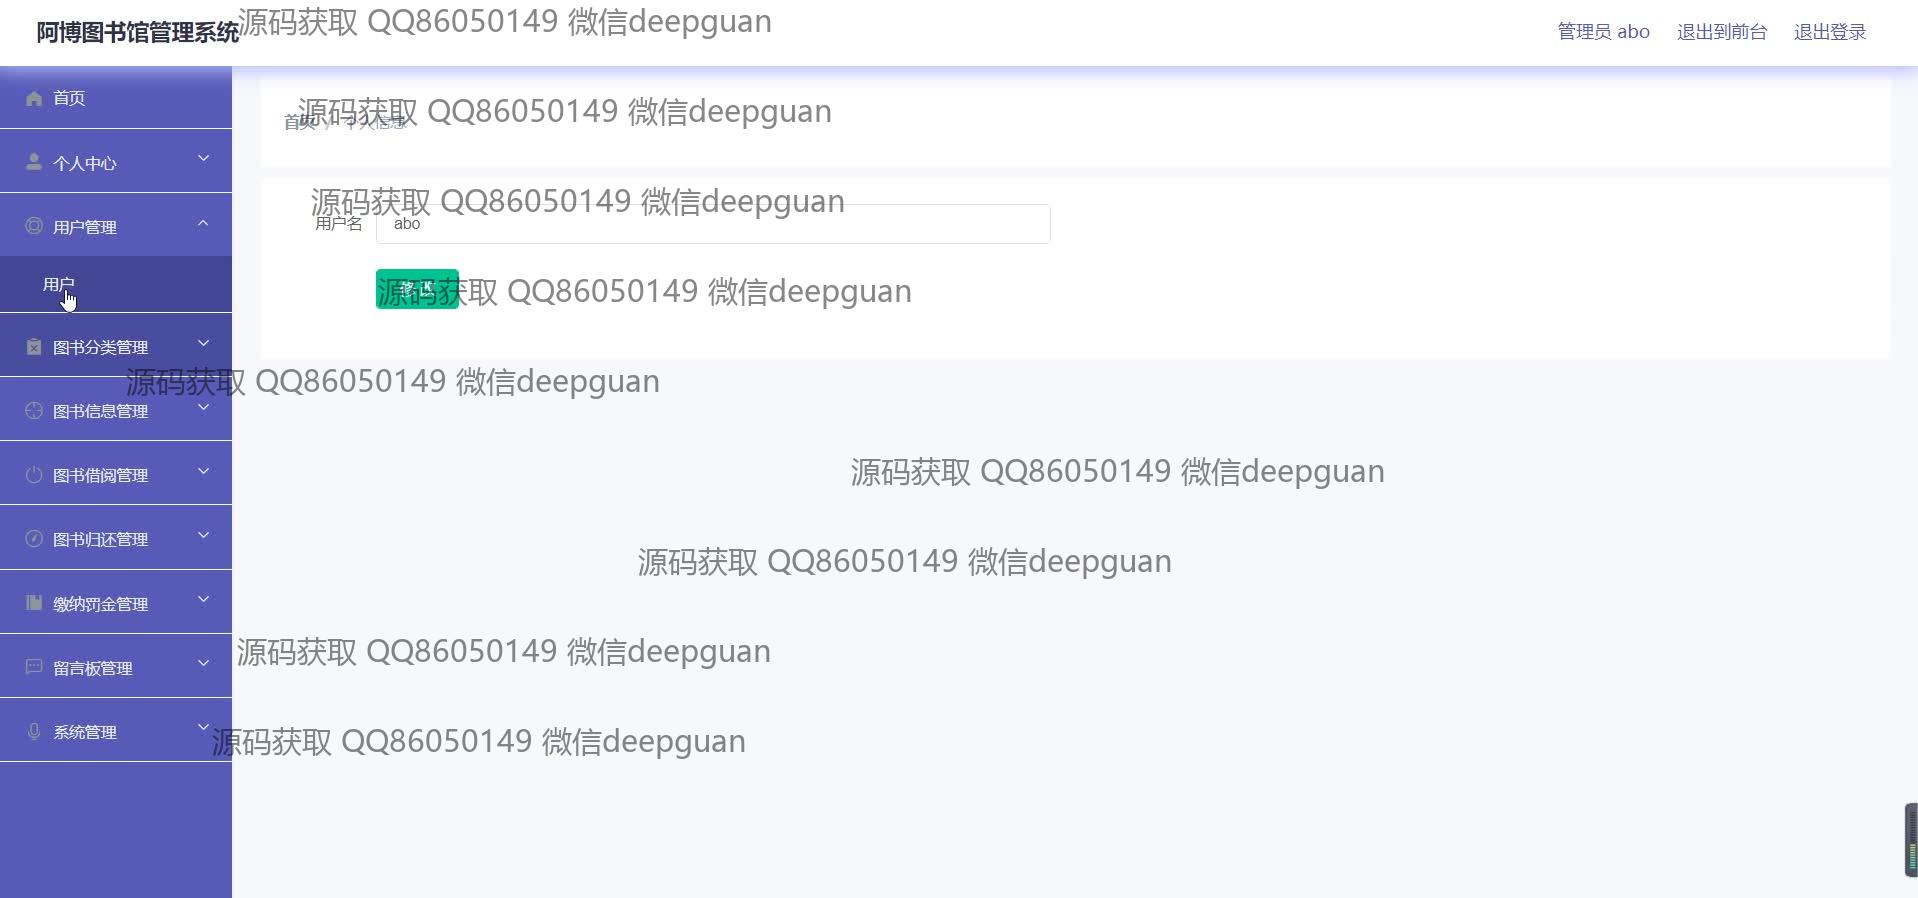 阿博图书馆管理系统
源码获取 QQ86050149 微信deepguan
管理员 abo 退出到前台 退出登录
首页
源码获取 QQ86050149 微信deepguan
首页 / 个人信息
个人中心
源码获取 QQ86050149 微信deepguan
用户管理
用户名 abo
用户
修 改
源码获取 QQ86050149 微信deepguan
图书分类管理
源码获取 QQ86050149 微信deepguan
图书信息管理
图书借阅管理
源码获取 QQ86050149 微信deepguan
图书归还管理
源码获取 QQ86050149 微信deepguan
缴纳罚金管理
源码获取 QQ86050149 微信deepguan
留言板管理
系统管理
源码获取 QQ86050149 微信deepguan